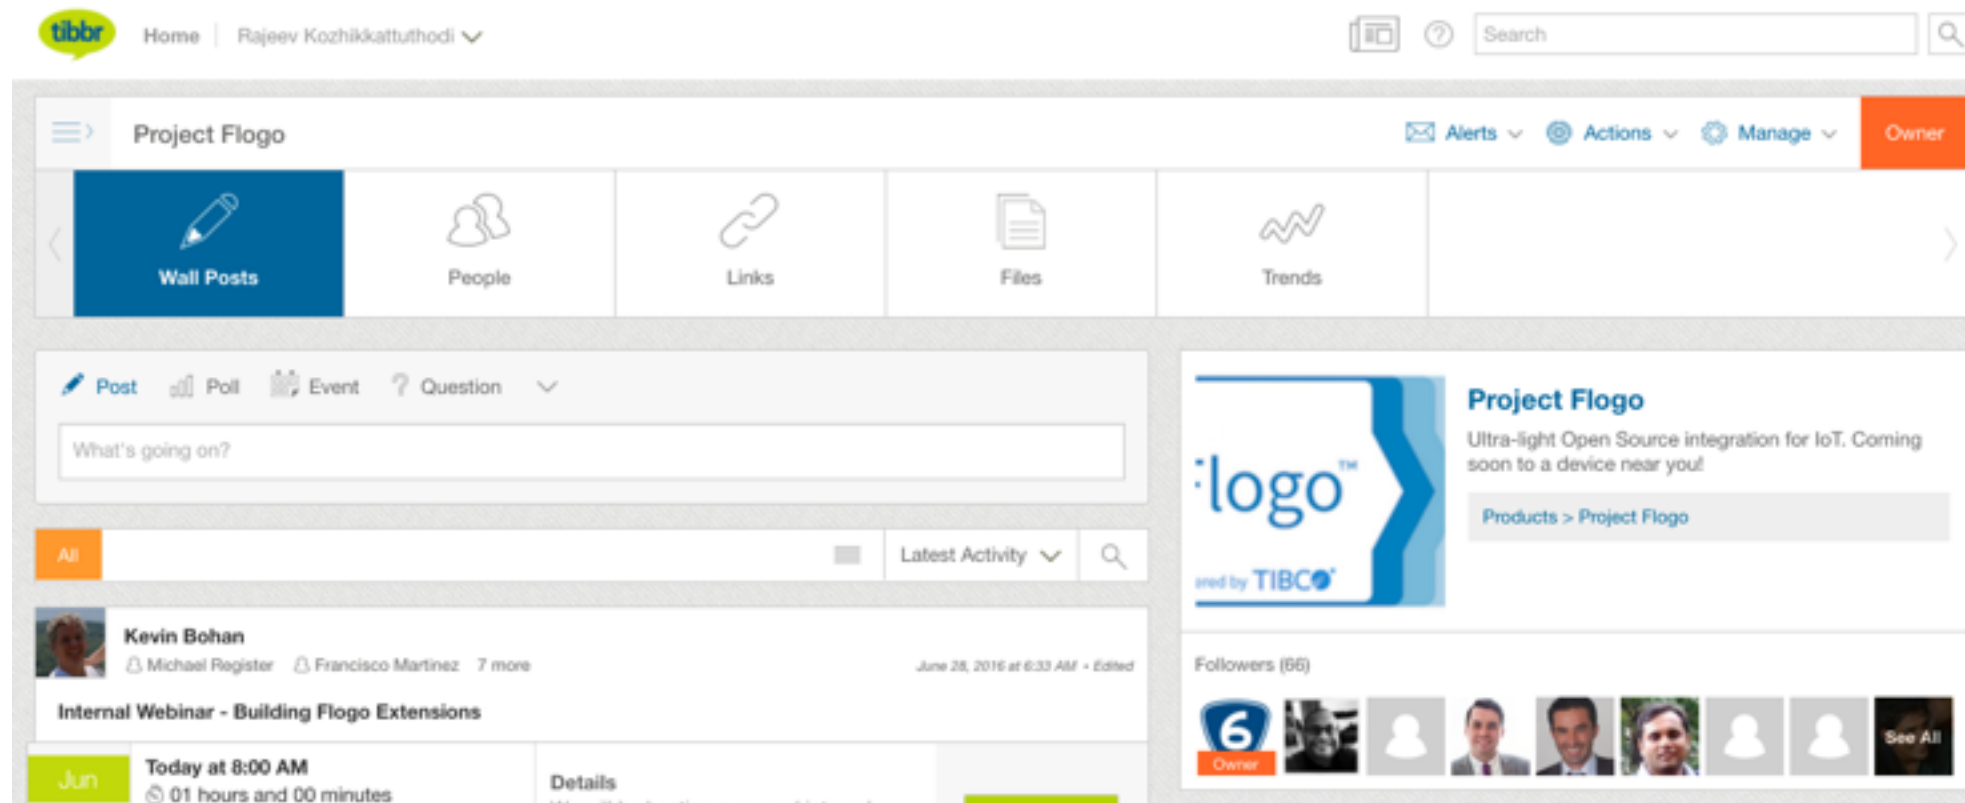 tibbr Home Rajeev Kozhikkattuthodi Search
Project Flogo Alerts Actions Manage Owner
Wall Posts People Links Files Trends
Post Poll Event ? Question
What's going on?
All Latest Activity
Kevin Bohan
Michael Register Francisco Martinez 7 more June 28, 2016 at 6:33 AM • Edited
Internal Webinar - Building Flogo Extensions
Jun
Today at 8:00 AM
01 hours and 00 minutes
Details
logo™
ered by TIBCO
Project Flogo
Ultra-light Open Source integration for IoT. Coming
soon to a device near you!
Products > Project Flogo
Followers (66)
6
Owner
See All